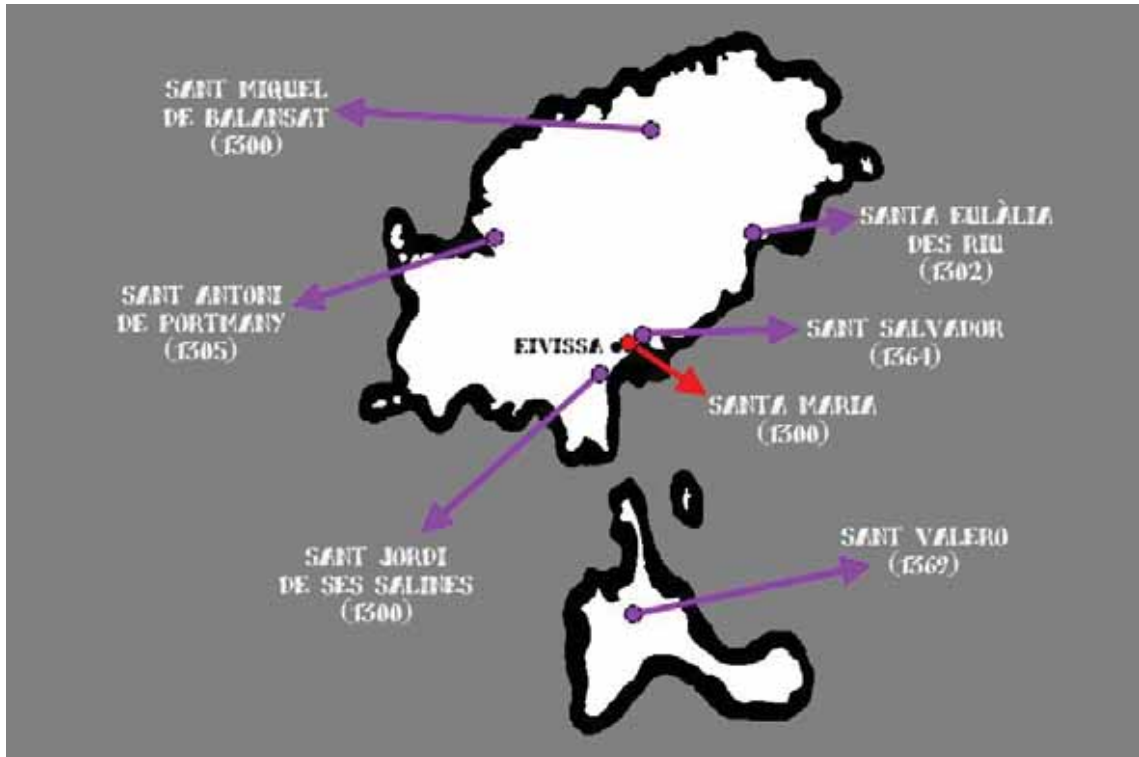 SANT MIQUEL
DE BALANSAT
(1300)
SANTA EULÀLIA
DES RIU
(1302)
SANT ANTONI
DE PORTMANY
(1305)
SANT SALVADOR
(1364)
EIVISSA
SANTA MARIA
(1300)
SANT JORDI
DE SES SALINES
(1300)
SANT VALERO
(1369)